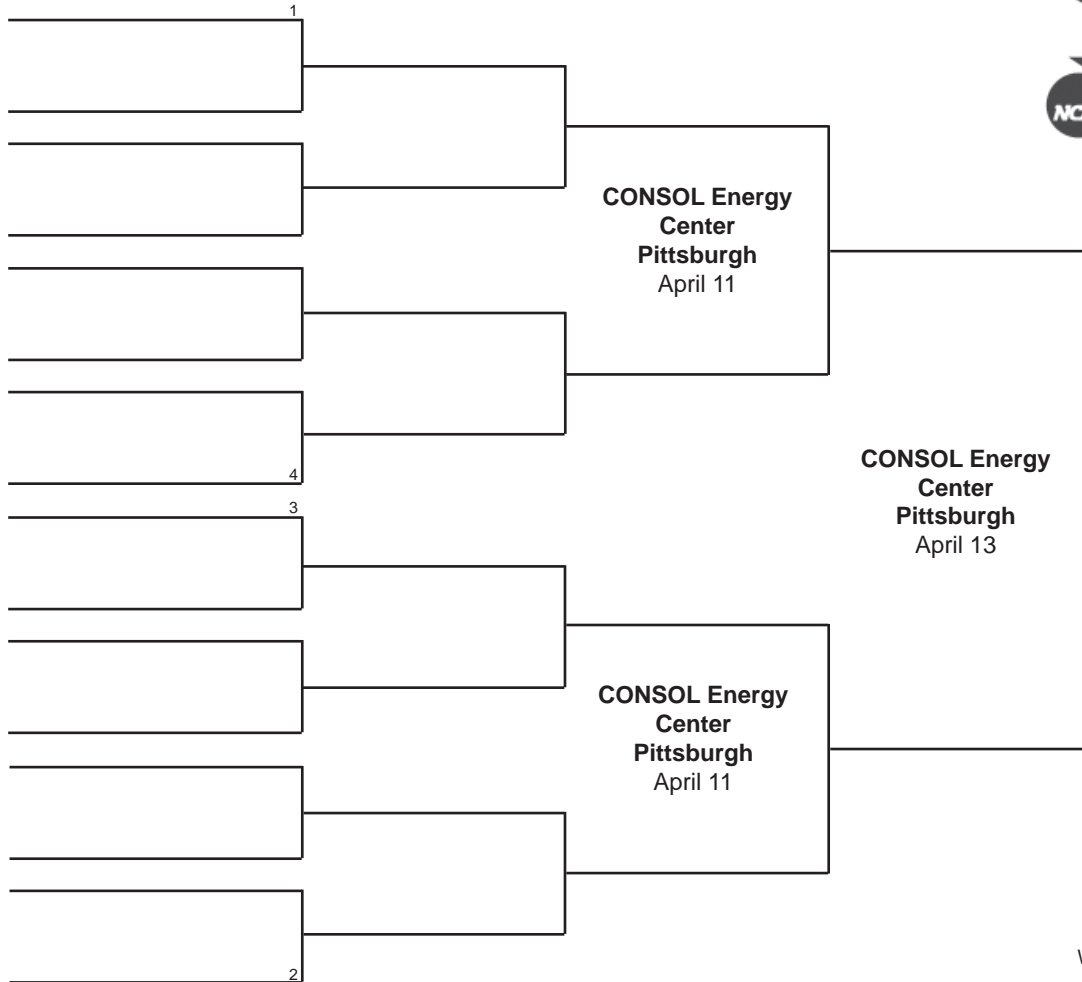 1
NC
CONSOL Energy
Center
Pittsburgh
April 11
4
3
CONSOL Energy
Center
Pittsburgh
April 13
CONSOL Energy
Center
Pittsburgh
April 11
2